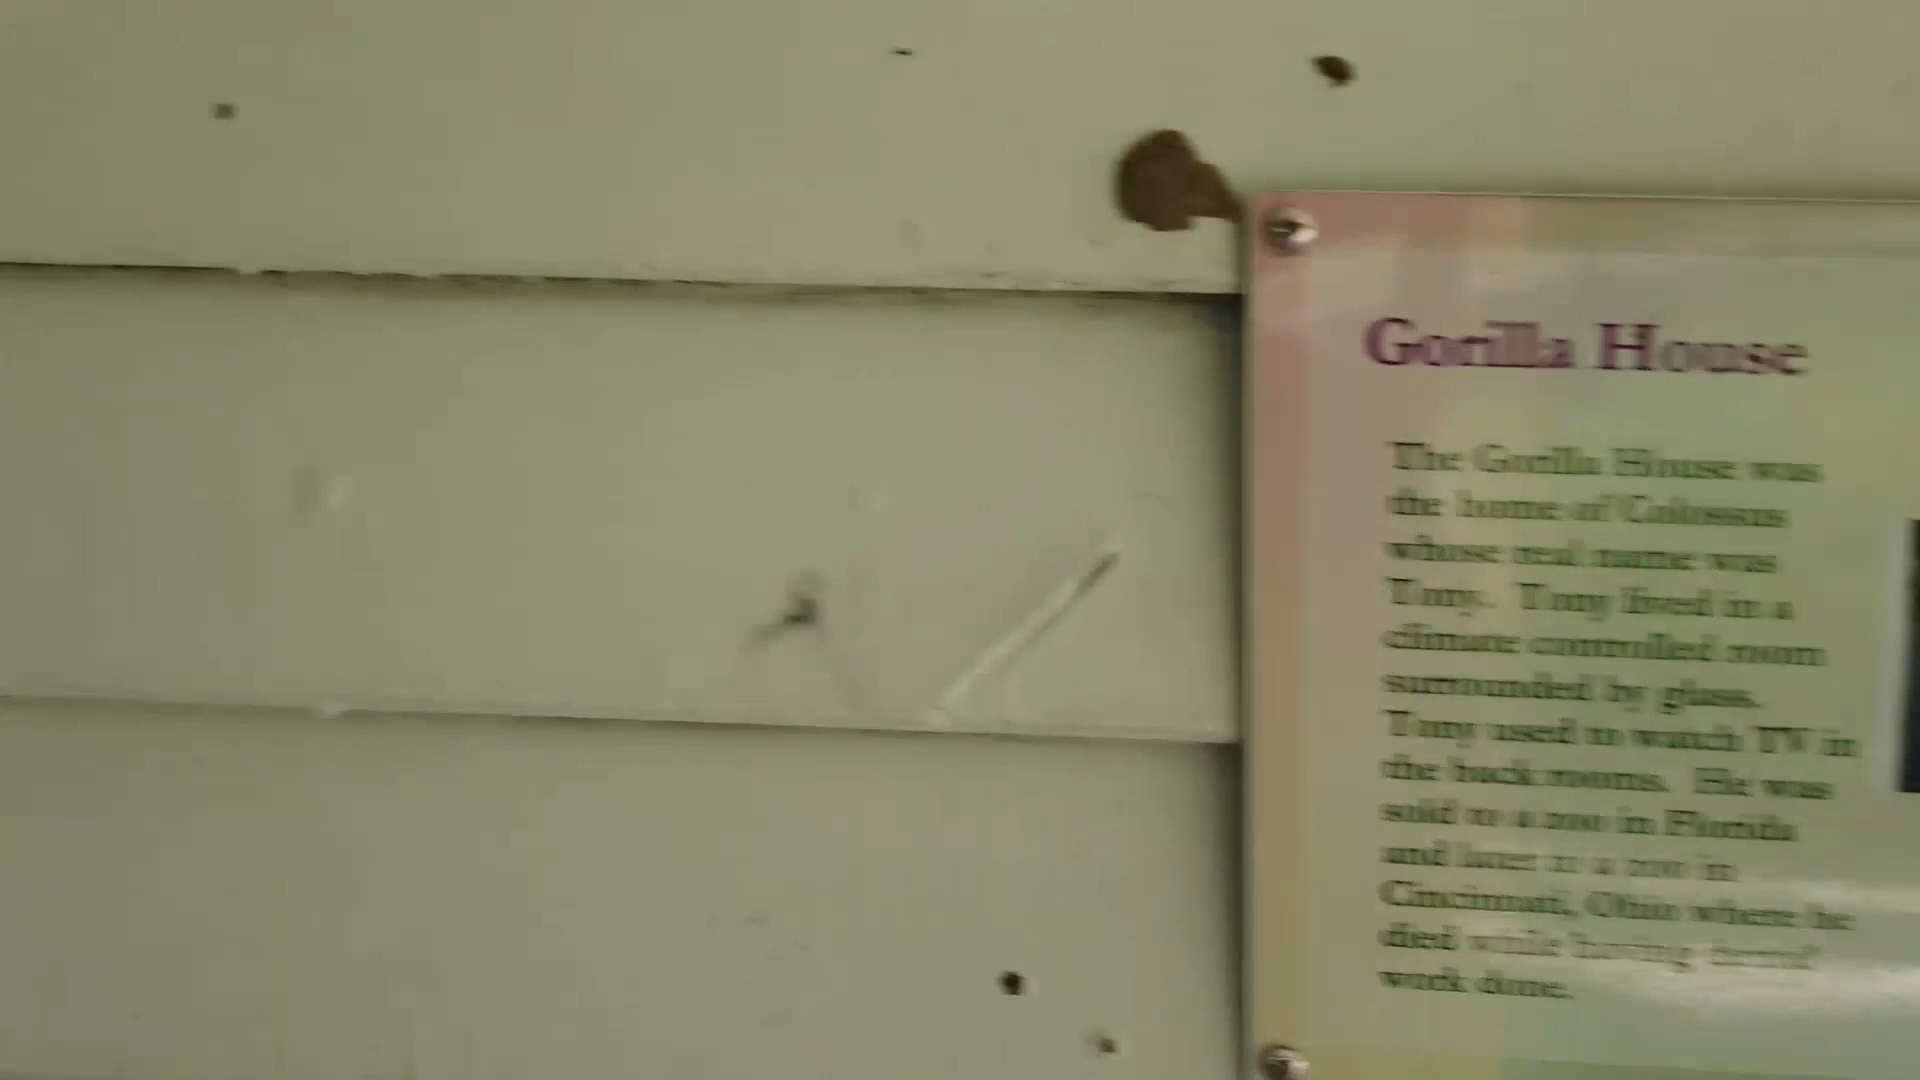 Gorilla House
The Gorilla House was
the home of Colossus
whose real name was
Tony. Tony lived in a
climate controlled room
surrounded by glass.
Tony used to watch TV in
the back rooms. He was
sold to a zoo in Florida
and later to a zoo in
Cincinnati, Ohio where he
died while having dental
work done.